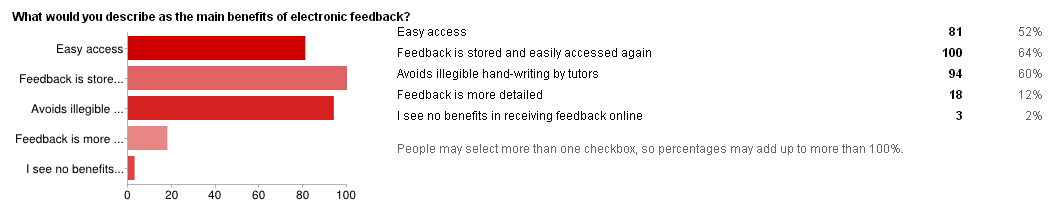 What would you describe as the main benefits of electronic feedback?
Easy access
Feedback is store...
Avoids illegible ...
Feedback is more ...
I see no benefits...
0 20 40 60 80 100
Easy access 81 52%
Feedback is stored and easily accessed again 100 64%
Avoids illegible hand-writing by tutors 94 60%
Feedback is more detailed 18 12%
I see no benefits in receiving feedback online 3 2%
People may select more than one checkbox, so percentages may add up to more than 100%.